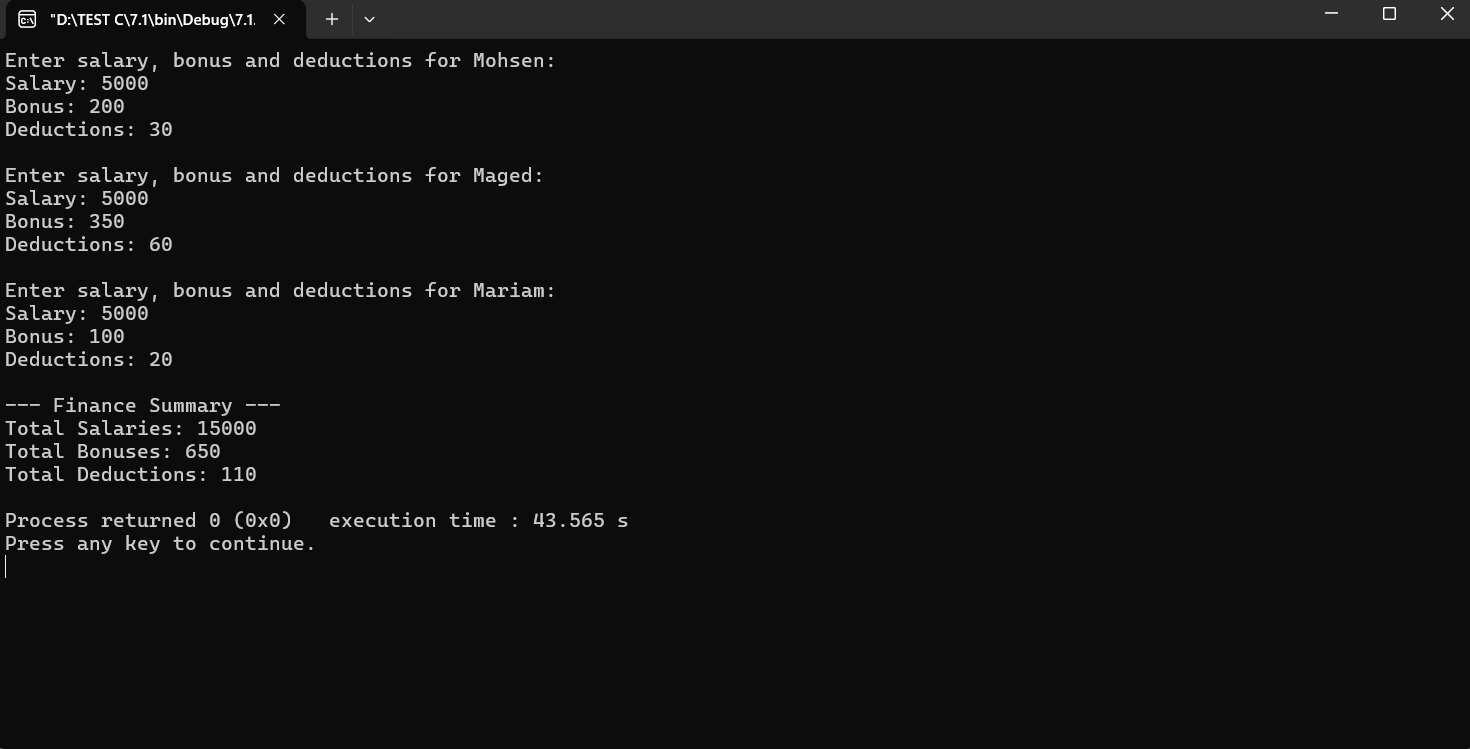 "D:\TEST C\7.1\bin\Debug\7.1.
Enter salary, bonus and deductions for Mohsen:
Salary: 5000
Bonus: 200
Deductions: 30
Enter salary, bonus and deductions for Maged:
Salary: 5000
Bonus: 350
Deductions: 60
Enter salary, bonus and deductions for Mariam:
Salary: 5000
Bonus: 100
Deductions: 20
--- Finance Summary ---
Total Salaries: 15000
Total Bonuses: 650
Total Deductions: 110
Process returned 0 (0x0)   execution time : 43.565 s
Press any key to continue.